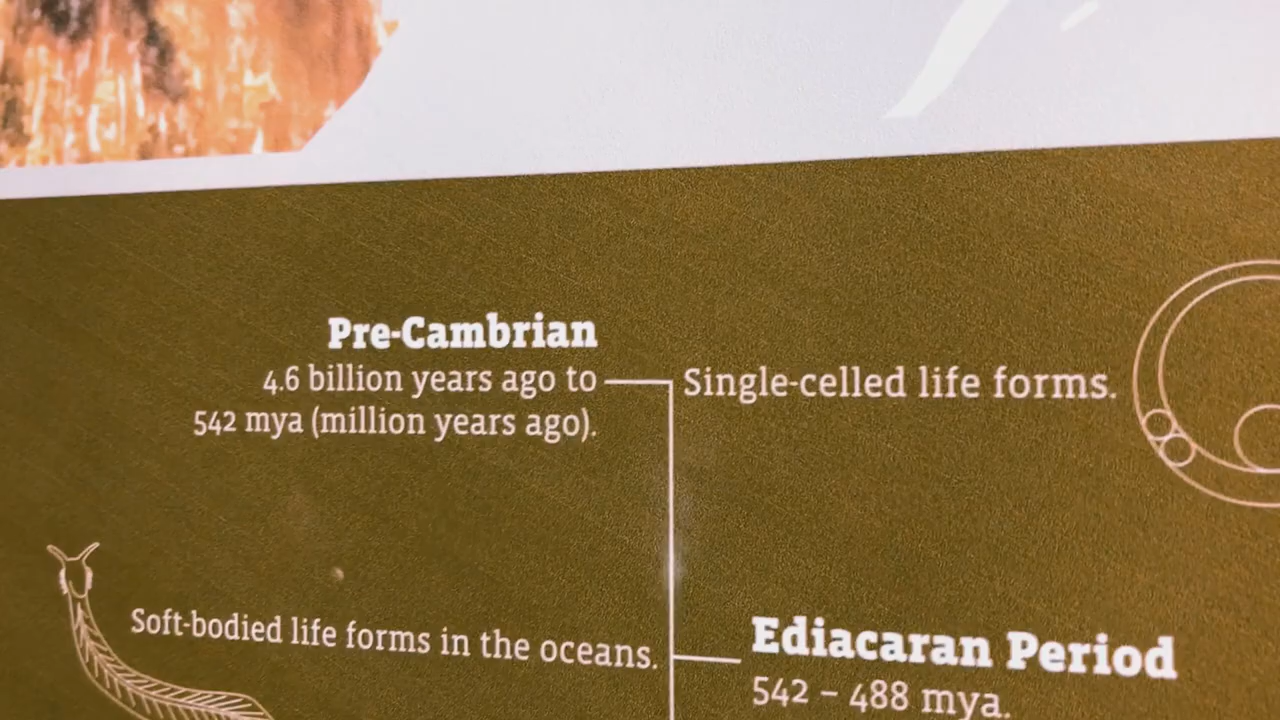 Pre-Cambrian
4.6 billion years ago to
542 mya (million years ago).
Single-celled life forms.
Soft-bodied life forms in the oceans.
Ediacaran Period
542 – 488 mya.